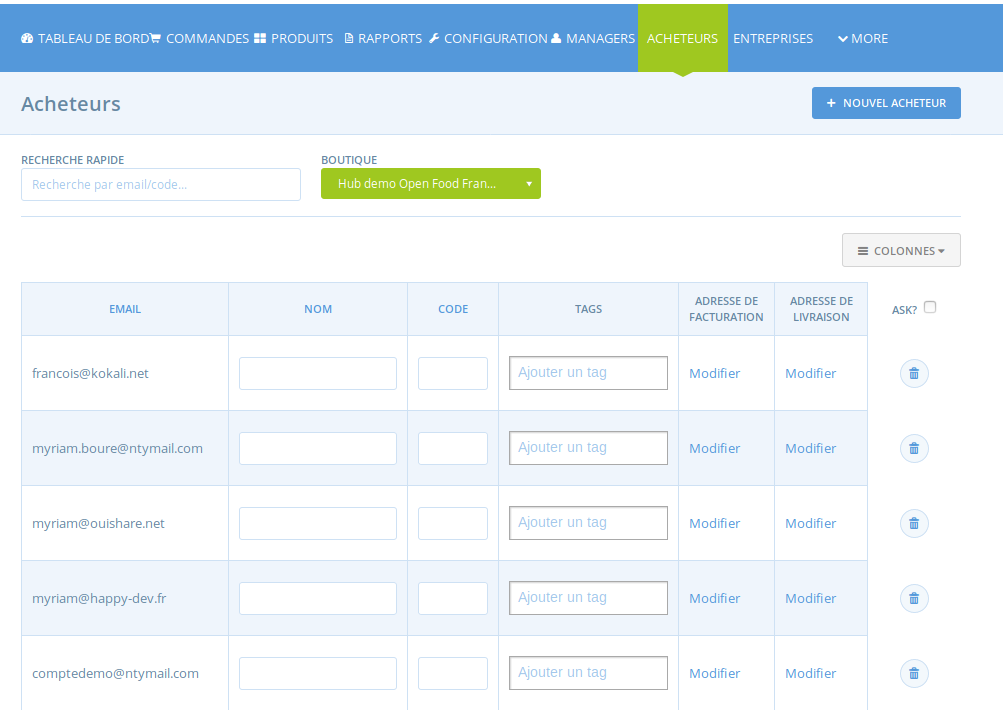 TABLEAU DE BORD COMMANDES PRODUITS RAPPORTS CONFIGURATION MANAGERS ACHETEURS ENTREPRISES MORE
Acheteurs
+ NOUVEL ACHETEUR
RECHERCHE RAPIDE BOUTIQUE
Recherche par email/code... Hub demo Open Food Fran...
COLONNES
EMAIL NOM CODE TAGS ADRESSE DE FACTURATION ADRESSE DE LIVRAISON ASK?
francois@kokali.net Ajouter un tag Modifier Modifier
myriam.boure@ntymail.com Ajouter un tag Modifier Modifier
myriam@ouishare.net Ajouter un tag Modifier Modifier
myriam@happy-dev.fr Ajouter un tag Modifier Modifier
comptedemo@ntymail.com Ajouter un tag Modifier Modifier